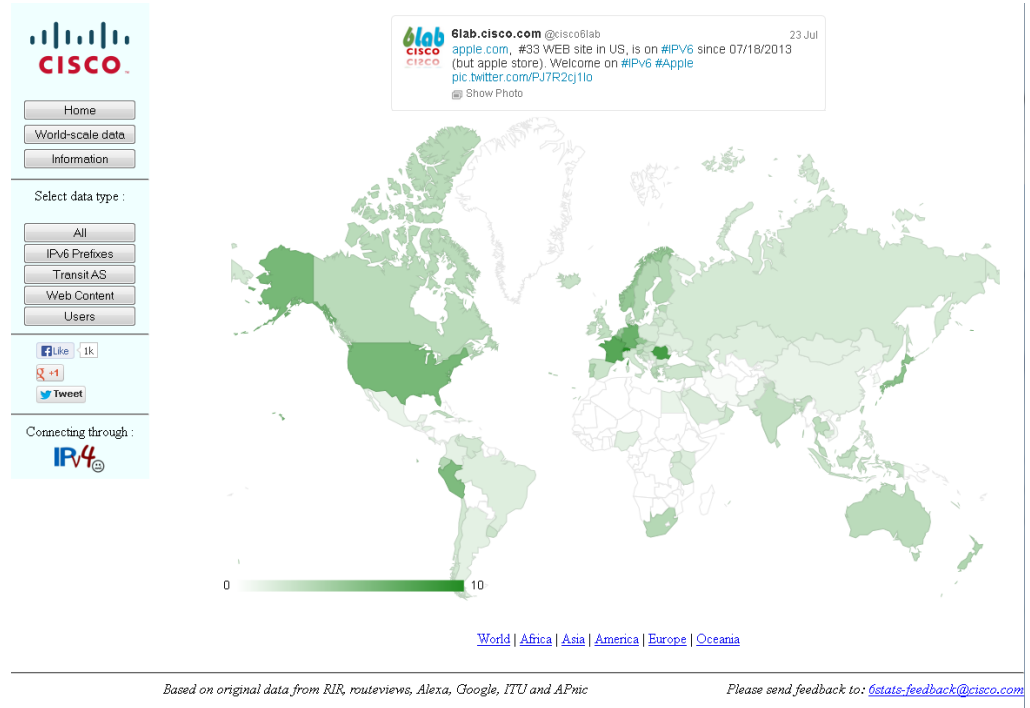 CISCO
Home
World-scale data
Information
Select data type :
All
IPv6 Prefixes
Transit AS
Web Content
Users
Like 1k
+1
Tweet
Connecting through :
IPv4
6lab
CISCO
6lab.cisco.com @cisco6lab 23 Jul
apple.com, #33 WEB site in US, is on #IPV6 since 07/18/2013
(but apple store). Welcome on #IPv6 #Apple
pic.twitter.com/PJ7R2cj1lo
Show Photo
0 10
World | Africa | Asia | America | Europe | Oceania
Based on original data from RIR, routeviews, Alexa, Google, ITU and APnic
Please send feedback to: 6stats-feedback@cisco.com